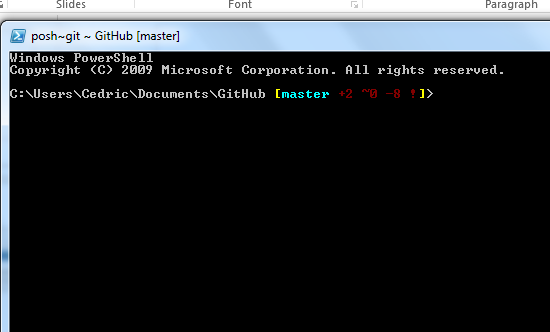 Slides Font Paragraph
posh~git ~ GitHub [master]
Windows PowerShell
Copyright (C) 2009 Microsoft Corporation. All rights reserved.
C:\Users\Cedric\Documents\GitHub [master +2 ~0 -8 !]>